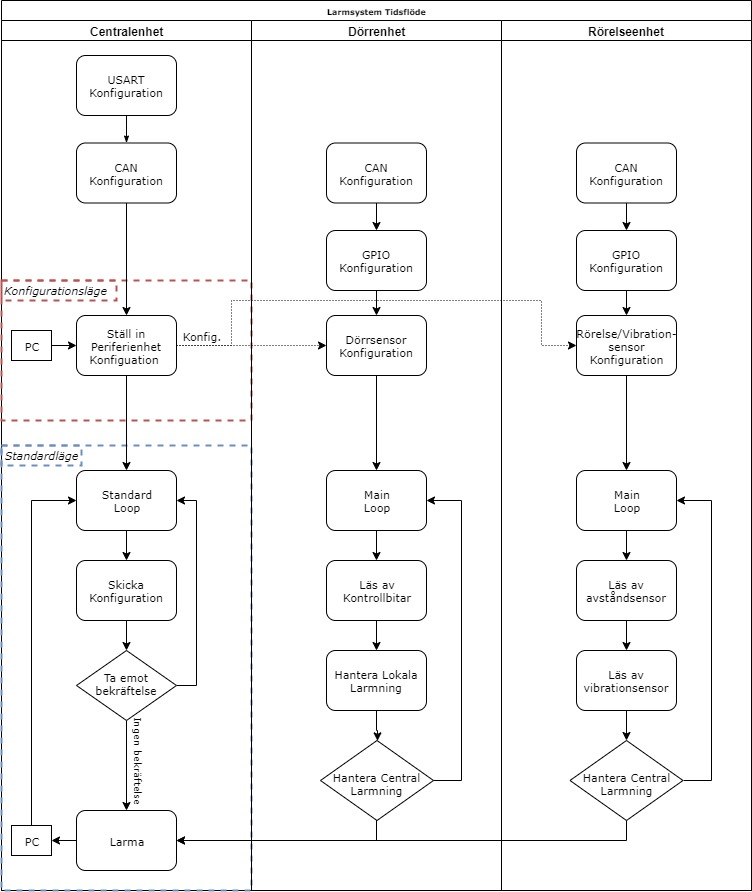 Larmsystem Tidsflöde
Centralenhet
Dörrenhet
Rörelseenhet
USART
Konfiguration
CAN
Konfiguration
CAN
Konfiguration
CAN
Konfiguration
GPIO
Konfiguration
GPIO
Konfiguration
Konfigurationsläge
PC
Ställ in
Periferienhet
Konfiguation
Konfig.
Dörrsensor
Konfiguration
Rörelse/Vibration-
sensor
Konfiguration
Standardläge
Standard
Loop
Main
Loop
Main
Loop
Skicka
Konfiguration
Läs av
Kontrollbitar
Läs av
avståndsensor
Ta emot
bekräftelse
Hantera Lokala
Larmning
Läs av
vibrationsensor
Ingen bekräftelse
Hantera Central
Larmning
Hantera Central
Larmning
PC
Larma